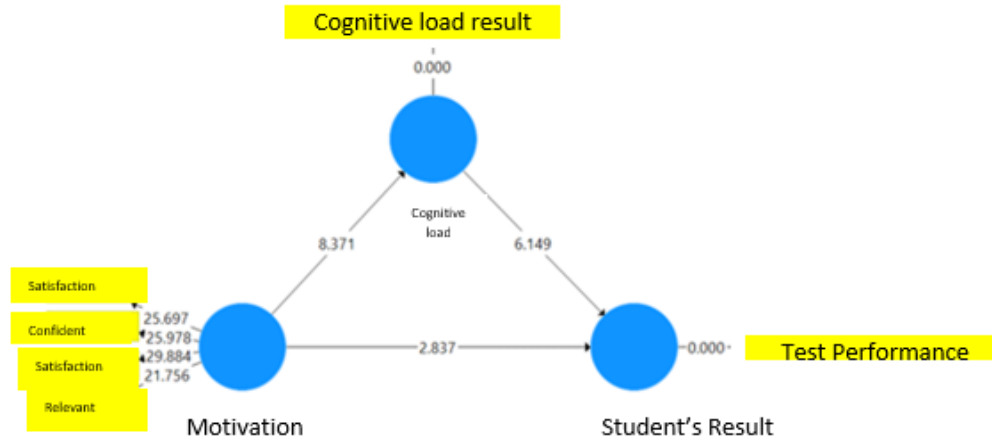 Cognitive load result
0.000
Cognitive
load
8.371
6.149
Satisfaction
25.697
Confident
25.978
29.884
Satisfaction
21.756
Relevant
2.837
0.000
Test Performance
Motivation
Student’s Result